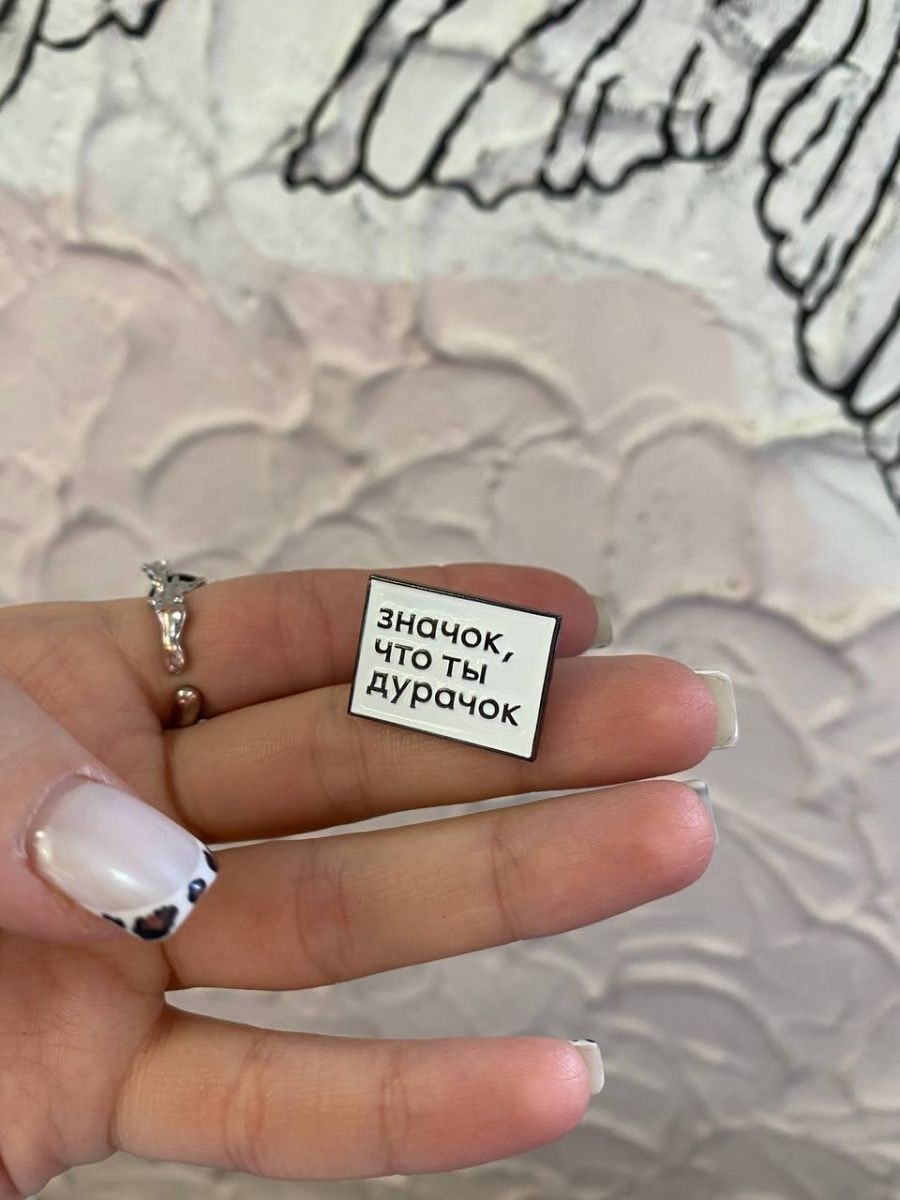 значок,
что ты
дурачок